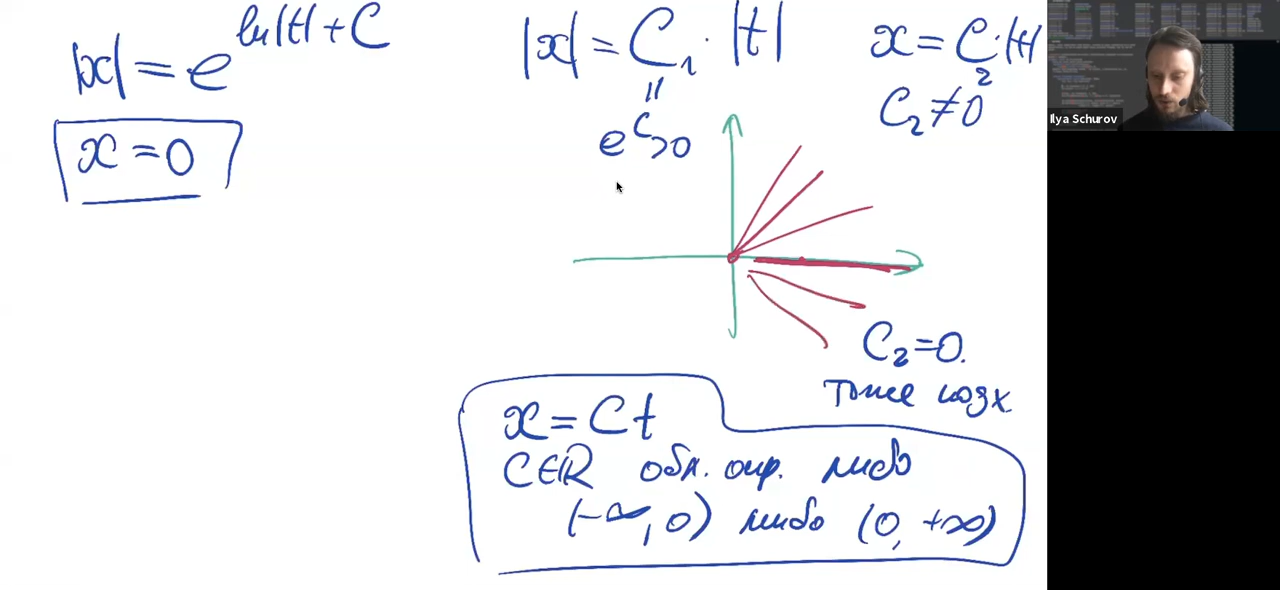 |x| = e^{ln|t|+C}
x = 0
|x| = C₁ · |t|
=
e^C > 0
x = C₂·|t|
C₂ ≠ 0
Ilya Schurov
C₂ = 0.
Тоже
x = Ct
C∈ℝ обл. опр. либо
(-∞, 0) либо (0, +∞)